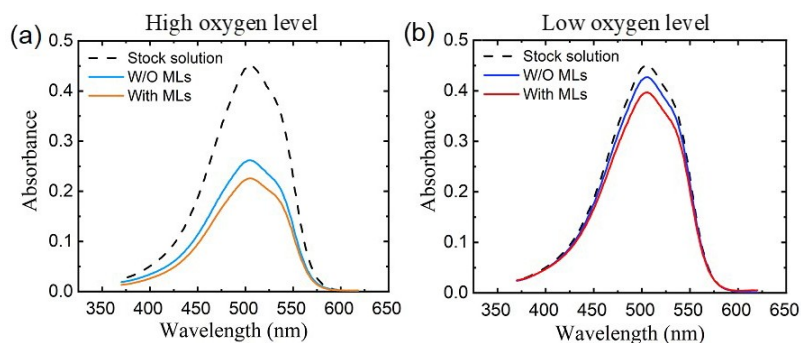 High oxygen level
(a)
0.5
0.4
0.3
0.2
0.1
0.0
Absorbance
Stock solution
W/O MLs
With MLs
350 400 450 500 550 600 650
Wavelength (nm)
Low oxygen level
(b)
0.5
0.4
0.3
0.2
0.1
0.0
Absorbance
Stock solution
W/O MLs
With MLs
350 400 450 500 550 600 650
Wavelength (nm)